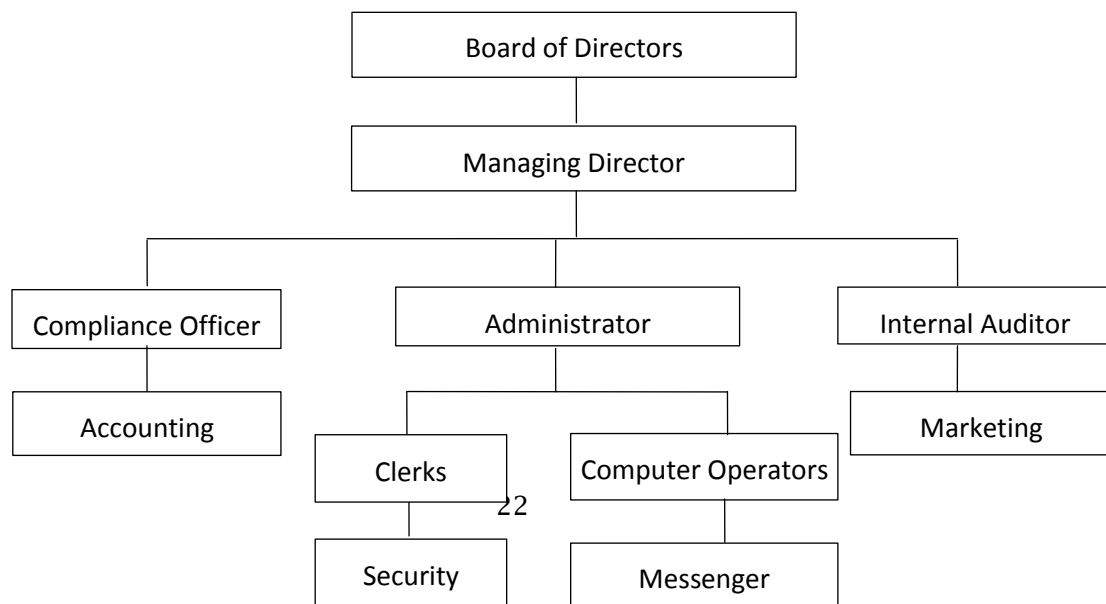 Board of Directors
Managing Director
Compliance Officer
Administrator
Internal Auditor
Accounting
Marketing
Clerks
Computer Operators
22
Security
Messenger